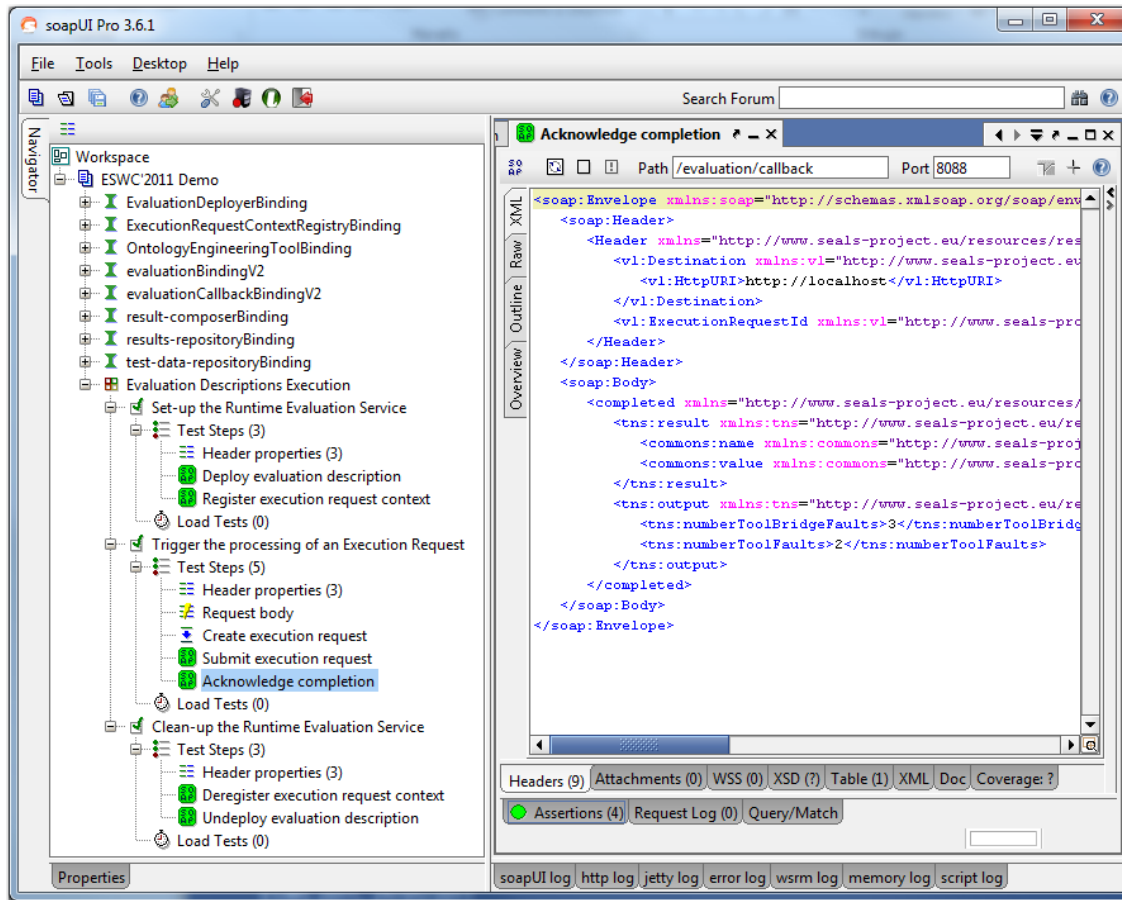 soapUI Pro 3.6.1
File Tools Desktop Help
Search Forum
Navigator
Workspace
ESWC'2011 Demo
EvaluationDeployerBinding
ExecutionRequestContextRegistryBinding
OntologyEngineeringToolBinding
evaluationBindingV2
evaluationCallbackBindingV2
result-composerBinding
results-repositoryBinding
test-data-repositoryBinding
Evaluation Descriptions Execution
Set-up the Runtime Evaluation Service
Test Steps (3)
Header properties (3)
Deploy evaluation description
Register execution request context
Load Tests (0)
Trigger the processing of an Execution Request
Test Steps (5)
Header properties (3)
Request body
Create execution request
Submit execution request
Acknowledge completion
Load Tests (0)
Clean-up the Runtime Evaluation Service
Test Steps (3)
Header properties (3)
Deregister execution request context
Undeploy evaluation description
Load Tests (0)
Properties
Acknowledge completion
Path /evaluation/callback Port 8088
XML
Raw
Outline
Overview
<soap:Envelope xmlns:soap="http://schemas.xmlsoap.org/soap/env
<soap:Header>
<Header xmlns="http://www.seals-project.eu/resources/res
<vl:Destination xmlns:vl="http://www.seals-project.eu
<vl:HttpURI>http://localhost</vl:HttpURI>
</vl:Destination>
<vl:ExecutionRequestId xmlns:vl="http://www.seals-pro
</Header>
</soap:Header>
<soap:Body>
<completed xmlns="http://www.seals-project.eu/resources/
<tns:result xmlns:tns="http://www.seals-project.eu/re
<commons:name xmlns:commons="http://www.seals-proj
<commons:value xmlns:commons="http://www.seals-pro
</tns:result>
<tns:output xmlns:tns="http://www.seals-project.eu/re
<tns:numberToolBridgeFaults>3</tns:numberToolBridg
<tns:numberToolFaults>2</tns:numberToolFaults>
</tns:output>
</completed>
</soap:Body>
</soap:Envelope>
Headers (9) Attachments (0) WSS (0) XSD (?) Table (1) XML Doc Coverage: ?
Assertions (4) Request Log (0) Query/Match
soapUI log http log jetty log error log wsrm log memory log script log